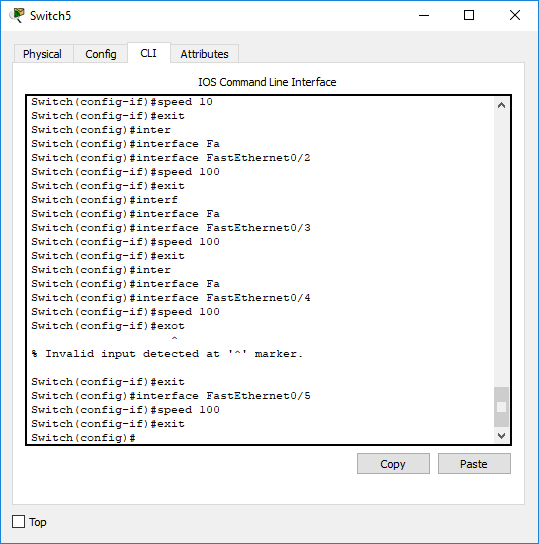 Switch5
Physical Config CLI Attributes
IOS Command Line Interface
Switch(config-if)#speed 10
Switch(config-if)#exit
Switch(config)#inter
Switch(config)#interface Fa
Switch(config)#interface FastEthernet0/2
Switch(config-if)#speed 100
Switch(config-if)#exit
Switch(config)#interf
Switch(config)#interface Fa
Switch(config)#interface FastEthernet0/3
Switch(config-if)#speed 100
Switch(config-if)#exit
Switch(config)#inter
Switch(config)#interface Fa
Switch(config)#interface FastEthernet0/4
Switch(config-if)#speed 100
Switch(config-if)#exot
                    ^
% Invalid input detected at '^' marker.
Switch(config-if)#exit
Switch(config)#interface FastEthernet0/5
Switch(config-if)#speed 100
Switch(config-if)#exit
Switch(config)#
Copy Paste
Top